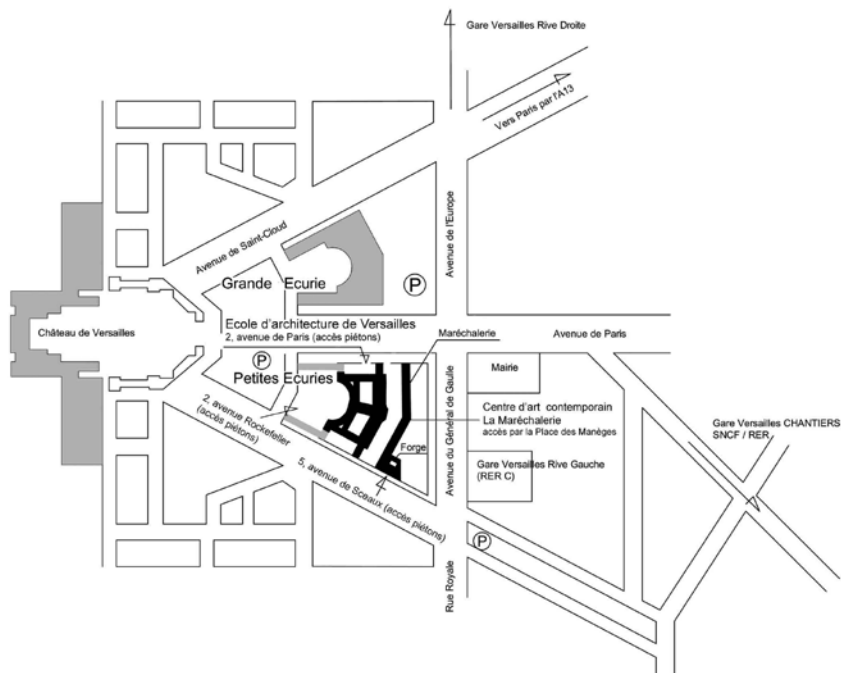 Gare Versailles Rive Droite
Vers Paris par l'A13
Avenue de Saint-Cloud
Avenue de l'Europe
Grande Ecurie
P
Château de Versailles
Ecole d'architecture de Versailles
2, avenue de Paris (accès piétons)
Maréchalerie
Avenue de Paris
P
Petites Ecuries
Mairie
2, avenue Rockefeller
(accès piétons)
Avenue du Général de Gaulle
Centre d'art contemporain
La Maréchalerie
accès par la Place des Manèges
Gare Versailles CHANTIERS
SNCF / RER
Forge
5, avenue de Sceaux (accès piétons)
Gare Versailles Rive Gauche
(RER C)
P
Rue Royale